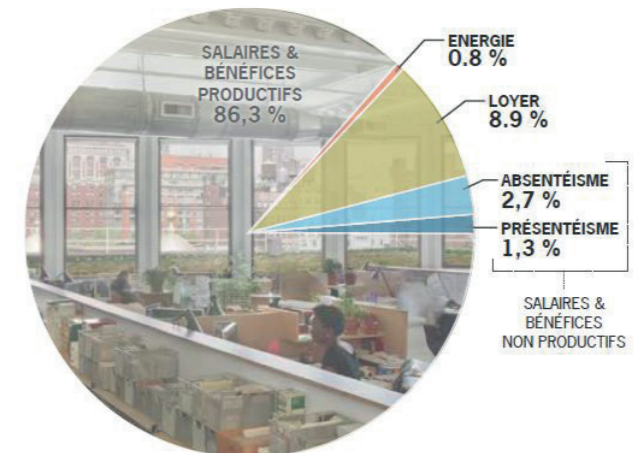 SALAIRES &
BÉNÉFICES
PRODUCTIFS
86,3 %
ENERGIE
0.8 %
LOYER
8.9 %
ABSENTÉISME
2,7 %
PRÉSENTÉISME
1,3 %
SALAIRES &
BÉNÉFICES
NON PRODUCTIFS